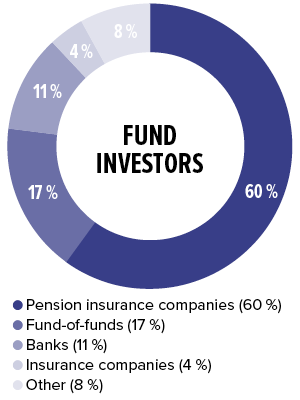 8 %
4 %
11 %
FUND
INVESTORS
17 %
60 %
Pension insurance companies (60 %)
Fund-of-funds (17 %)
Banks (11 %)
Insurance companies (4 %)
Other (8 %)